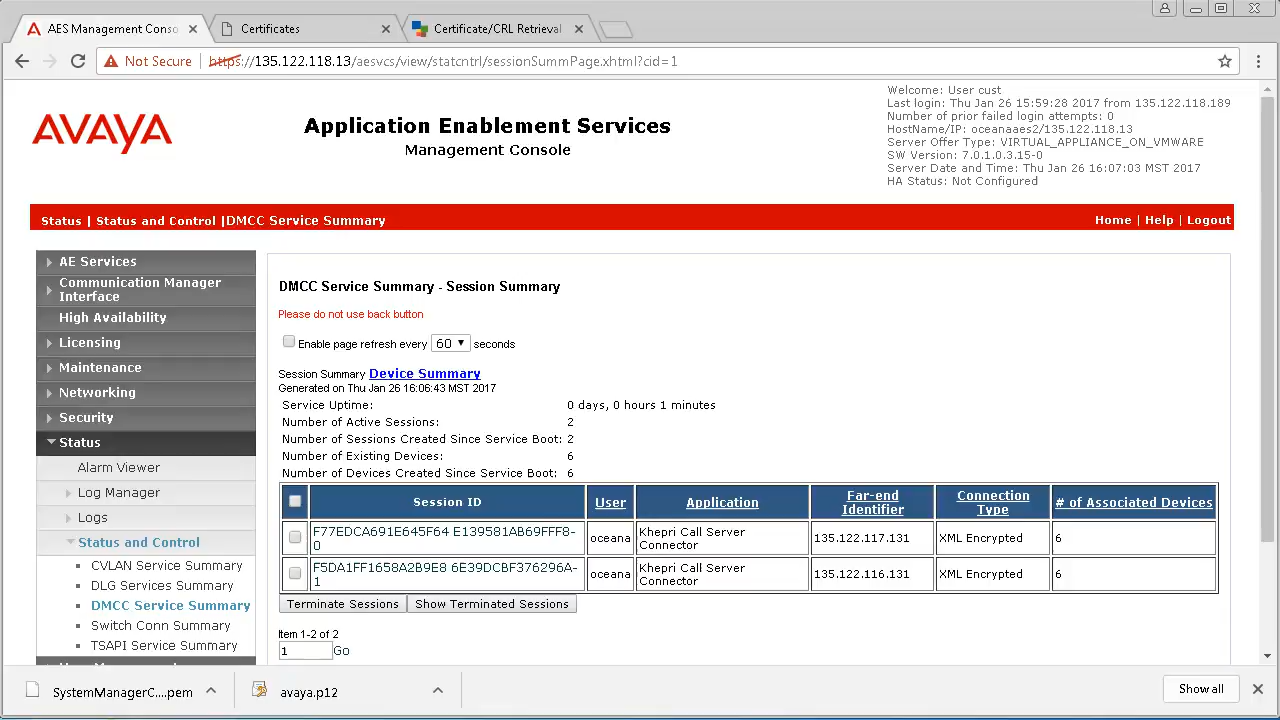 AES Management Conso
Certificates
Certificate/CRL Retrieval
Not Secure https://135.122.118.13/aesvcs/view/statcntrl/sessionSummPage.xhtml?cid=1
AVAYA
Application Enablement Services
Management Console
Welcome: User cust
Last login: Thu Jan 26 15:59:28 2017 from 135.122.118.189
Number of prior failed login attempts: 0
HostName/IP: oceanaaes2/135.122.118.13
Server Offer Type: VIRTUAL_APPLIANCE_ON_VMWARE
SW Version: 7.0.1.0.3.15-0
Server Date and Time: Thu Jan 26 16:07:03 MST 2017
HA Status: Not Configured
Status | Status and Control |DMCC Service Summary
Home | Help | Logout
AE Services
Communication Manager
Interface
High Availability
Licensing
Maintenance
Networking
Security
Status
Alarm Viewer
Log Manager
Logs
Status and Control
CVLAN Service Summary
DLG Services Summary
DMCC Service Summary
Switch Conn Summary
TSAPI Service Summary
DMCC Service Summary - Session Summary
Please do not use back button
Enable page refresh every 60 seconds
Session Summary Device Summary
Generated on Thu Jan 26 16:06:43 MST 2017
Service Uptime: 0 days, 0 hours 1 minutes
Number of Active Sessions: 2
Number of Sessions Created Since Service Boot: 2
Number of Existing Devices: 6
Number of Devices Created Since Service Boot: 6
Session ID User Application Far-end Identifier Connection Type # of Associated Devices
F77EDCA691E645F64 E139581AB69FFF8-
0
oceana
Khepri Call Server
Connector
135.122.117.131
XML Encrypted
6
F5DA1FF1658A2B9E8 6E39DCBF376296A-
1
oceana
Khepri Call Server
Connector
135.122.116.131
XML Encrypted
6
Terminate Sessions Show Terminated Sessions
Item 1-2 of 2
1 Go
SystemManagerC....pem
avaya.p12
Show all